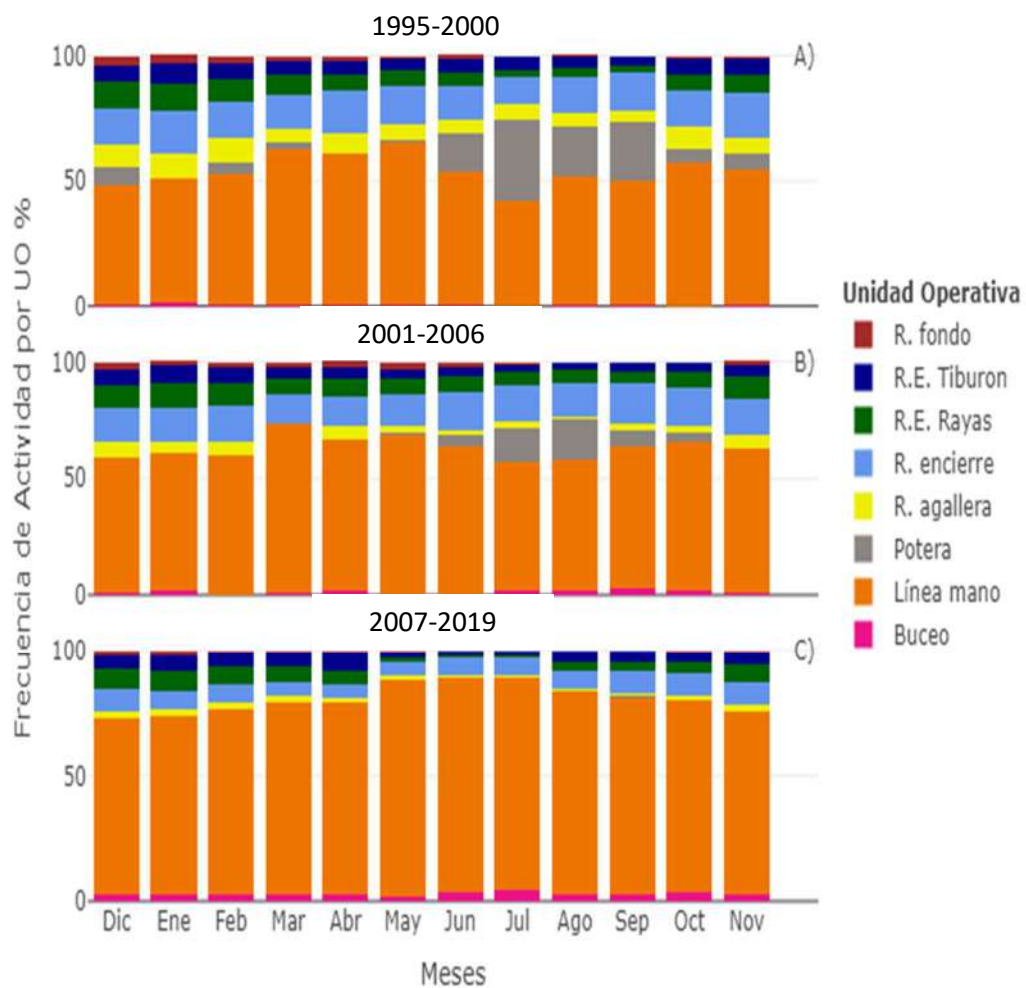 1995-2000
A)
100
50
0
2001-2006
B)
100
50
0
2007-2019
C)
100
50
0
Dic Ene Feb Mar Abr May Jun Jul Ago Sep Oct Nov
Meses
Frecuencia de Actividad por UO %
Unidad Operativa
R. fondo
R.E. Tiburon
R.E. Rayas
R. encierre
R. agallera
Potera
Línea mano
Buceo